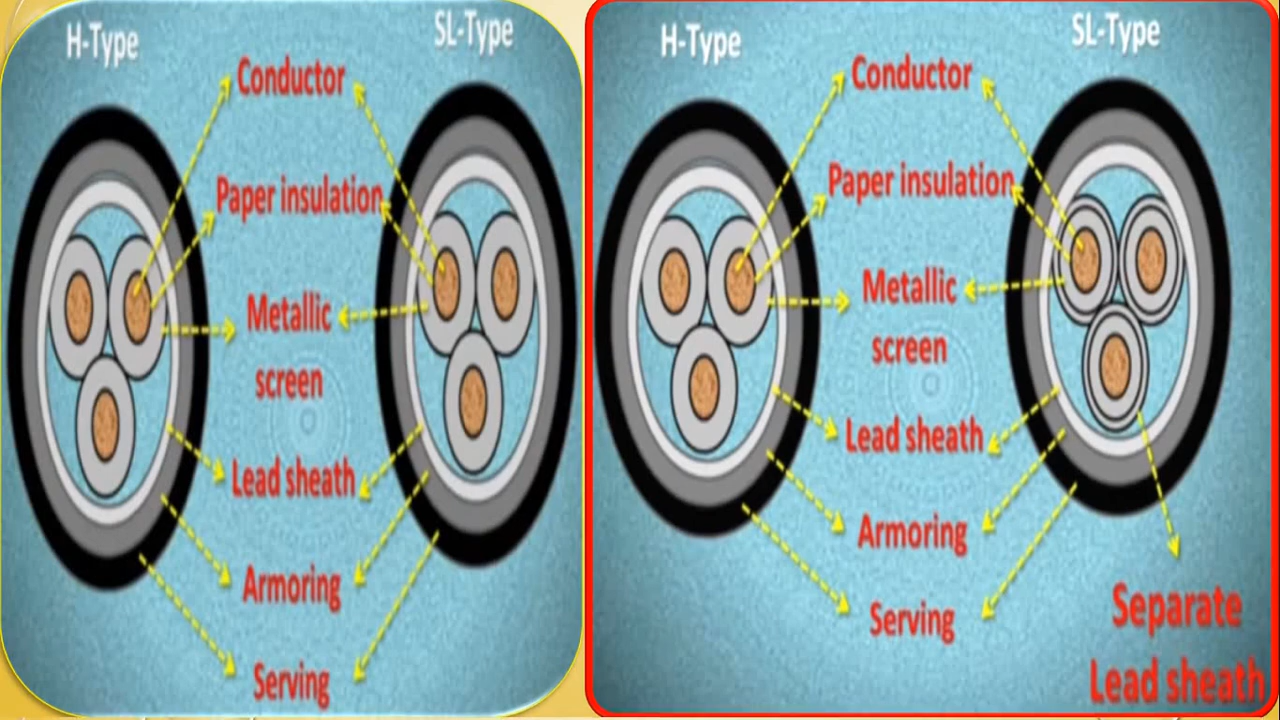 H-Type
SL-Type
Conductor
Paper insulation
Metallic
screen
Lead sheath
Armoring
Serving
H-Type
SL-Type
Conductor
Paper insulation
Metallic
screen
Lead sheath
Armoring
Serving
Separate
Lead sheath